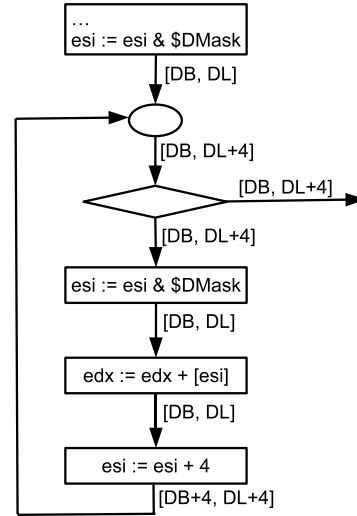 ...
esi := esi & $DMask
[DB, DL]
[DB, DL+4]
[DB, DL+4]
[DB, DL+4]
esi := esi & $DMask
[DB, DL]
edx := edx + [esi]
[DB, DL]
esi := esi + 4
[DB+4, DL+4]